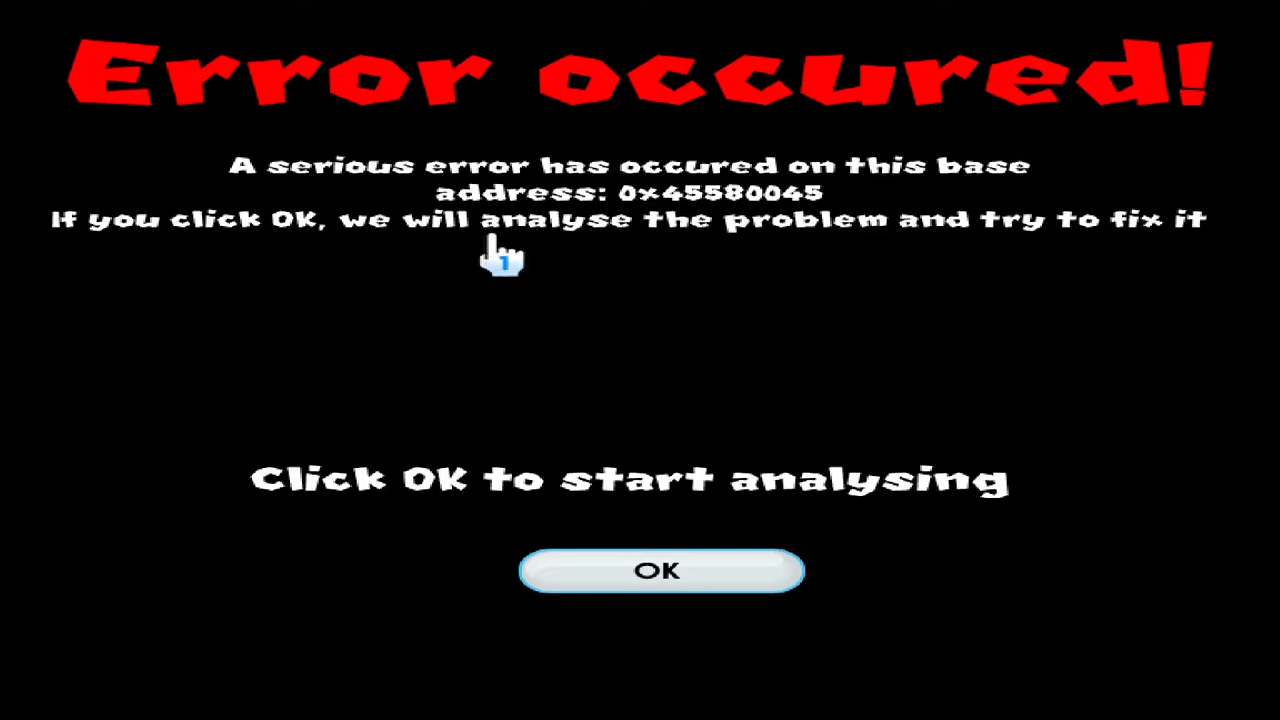 Error occured!
A serious error has occured on this base
address: 0x45580045
If you click OK, we will analyse the problem and try to fix it
1
Click OK to start analysing
OK